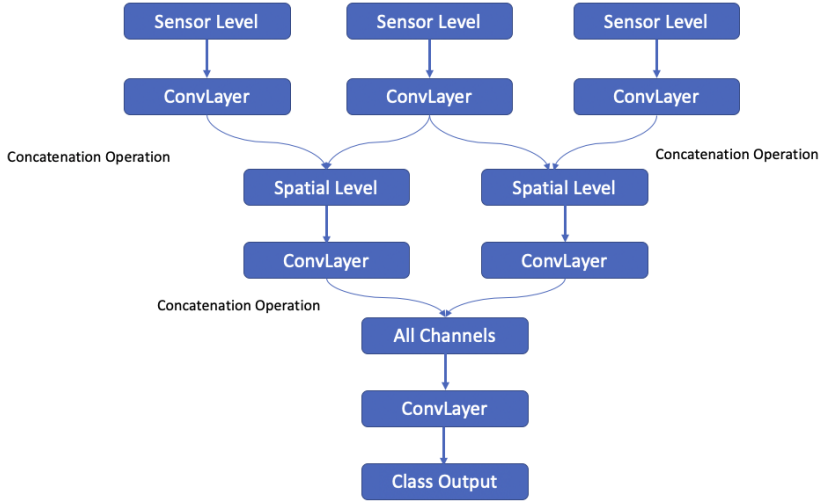 Sensor Level
Sensor Level
Sensor Level
ConvLayer
ConvLayer
ConvLayer
Concatenation Operation
Concatenation Operation
Spatial Level
Spatial Level
ConvLayer
ConvLayer
Concatenation Operation
All Channels
ConvLayer
Class Output